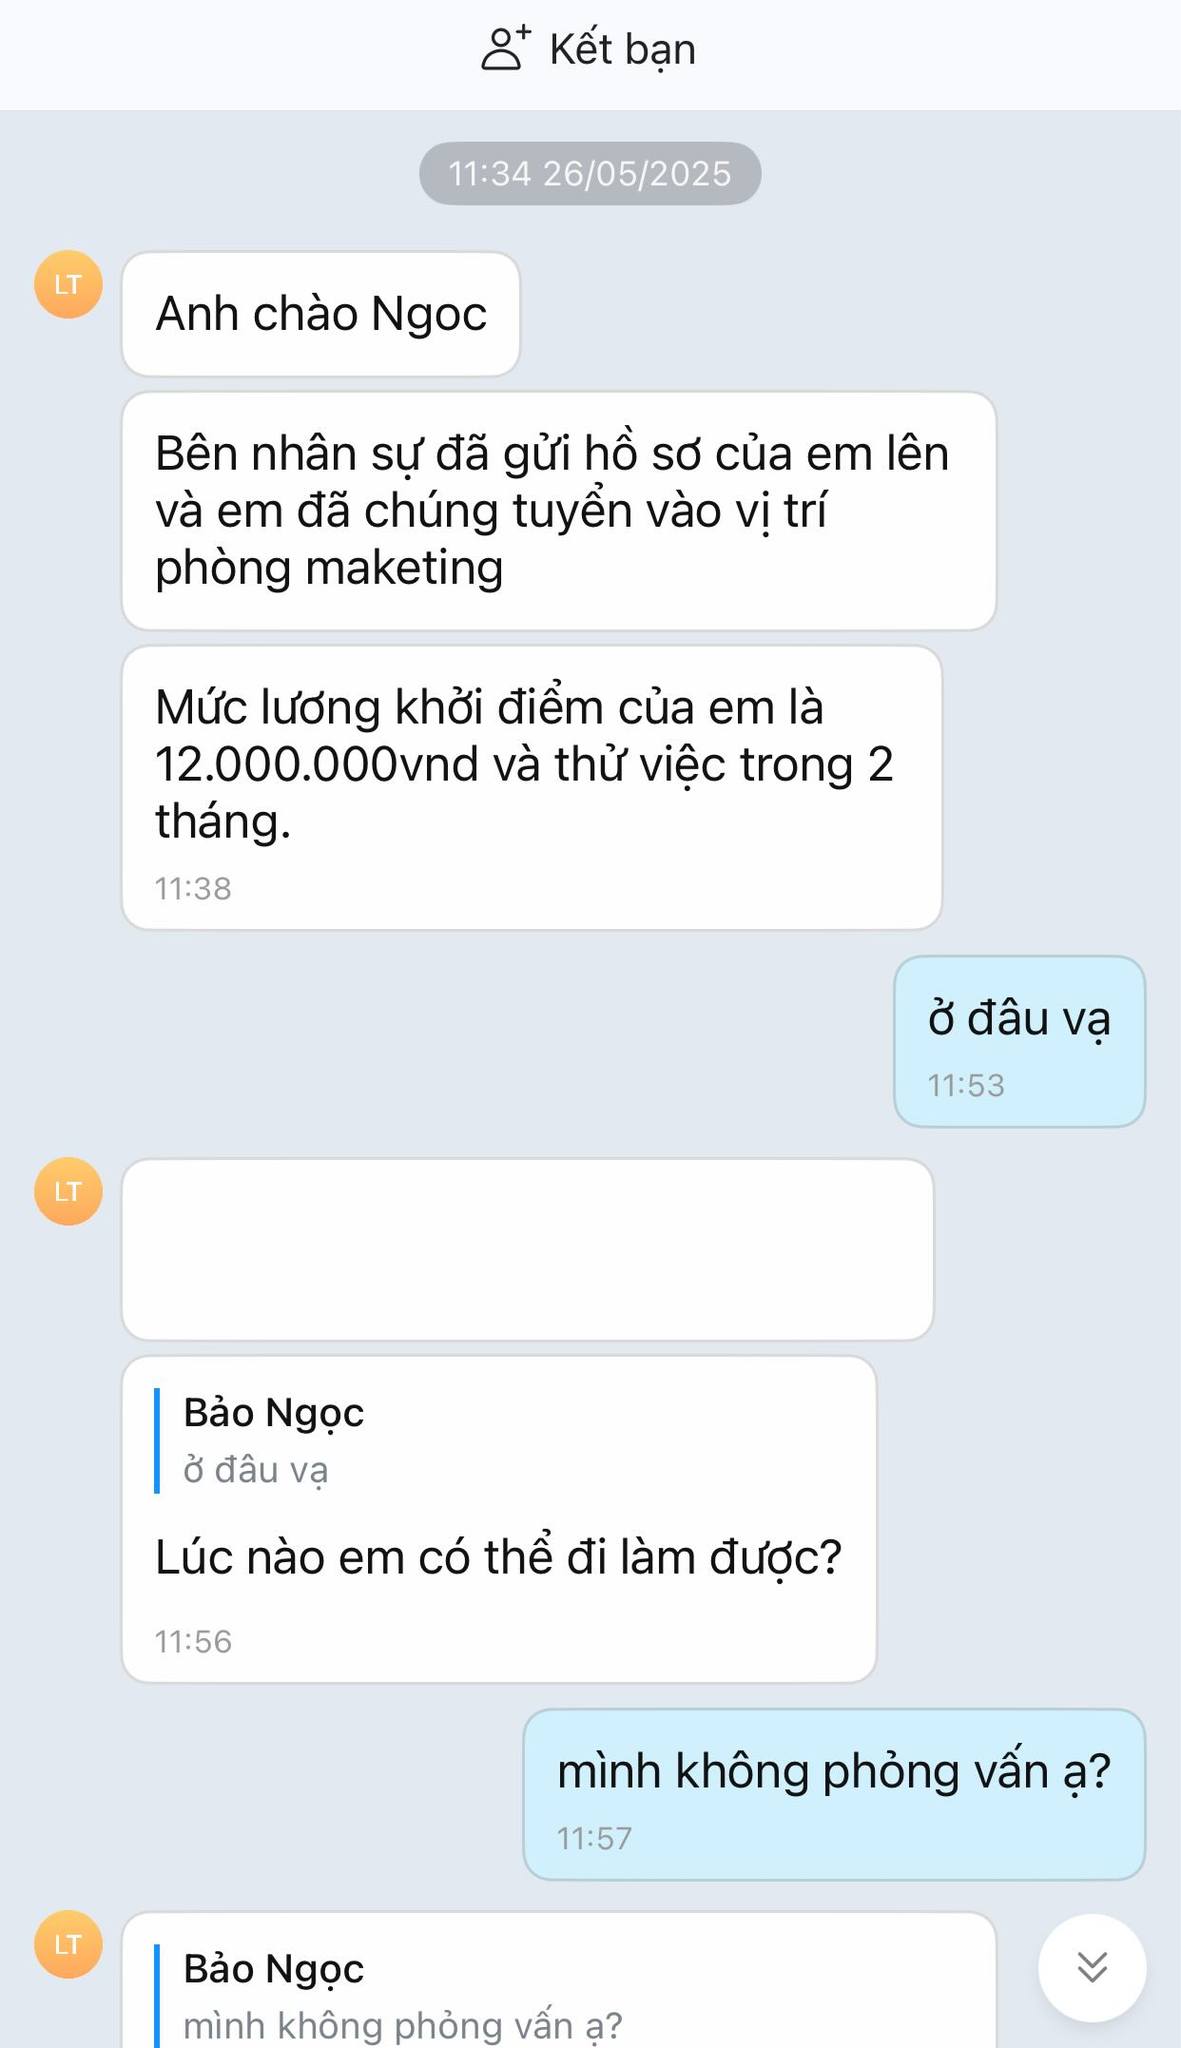 Kết bạn
11:34 26/05/2025
LT
Anh chào Ngoc
Bên nhân sự đã gửi hồ sơ của em lên
và em đã chúng tuyển vào vị trí
phòng maketing
Mức lương khởi điểm của em là
12.000.000vnd và thử việc trong 2
tháng.
11:38
ở đâu vạ
11:53
LT
Bảo Ngọc
ở đâu vạ
Lúc nào em có thể đi làm được?
11:56
mình không phỏng vấn ạ?
11:57
LT
Bảo Ngọc
mình không phỏng vấn ạ?